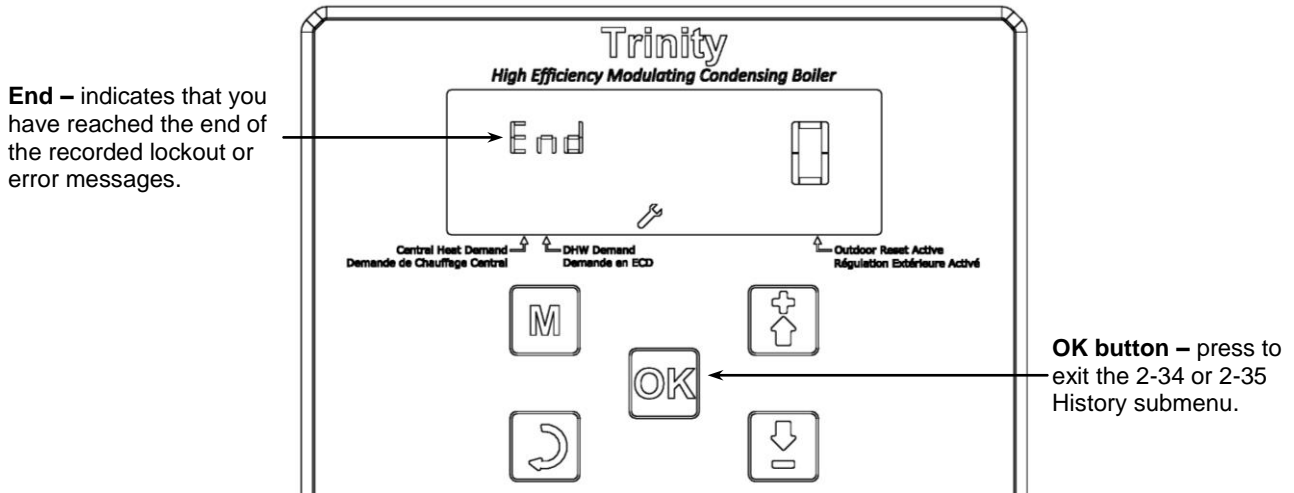 Trinity
High Efficiency Modulating Condensing Boiler
End – indicates that you
have reached the end of
the recorded lockout or
error messages.
End 0
Central Heat Demand
Demande de Chauffage Central
DHW Demand
Demande en ECD
Outdoor Reset Active
Régulation Extérieure Activé
M
OK
OK button – press to
exit the 2-34 or 2-35
History submenu.